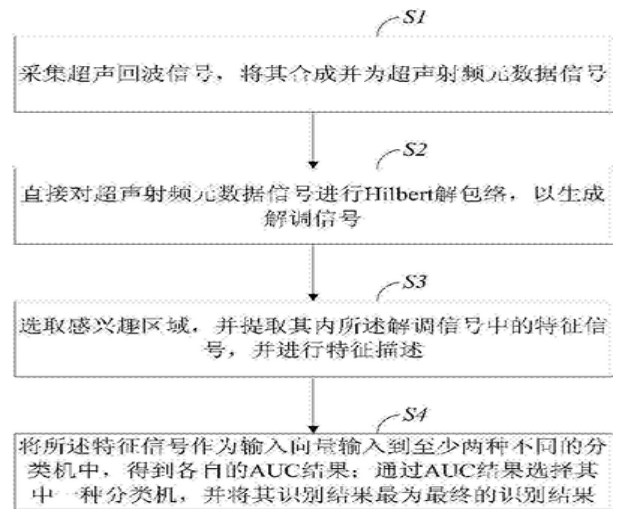 S1
采集超声回波信号，将其合成并为超声射频元数据信号
S2
直接对超声射频元数据信号进行Hilbert解包络，以生成
解调信号
S3
选取感兴趣区域，并提取其内所述解调信号中的特征信
号，并进行特征描述
S4
将所述特征信号作为输入向量输入到至少两种不同的分
类机中，得到各自的AUC结果；通过AUC结果选择其
中一种分类机，并将其识别结果最为最终的识别结果